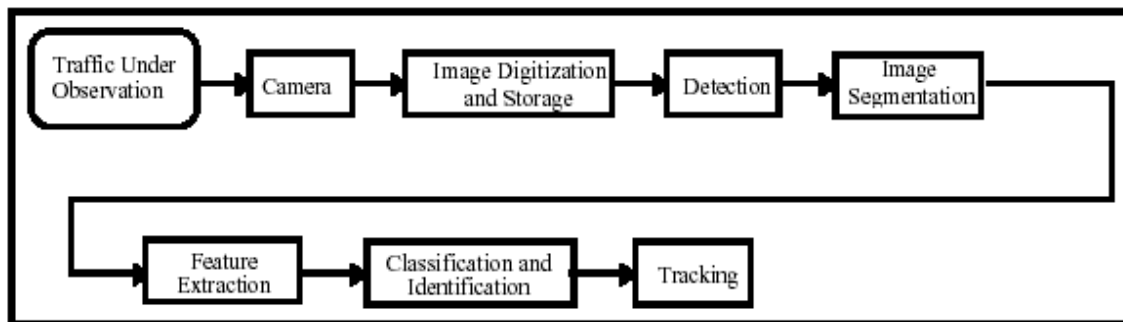 Traffic Under
Observation
Camera
Image Digitization
and Storage
Detection
Image
Segmentation
Feature
Extraction
Classification and
Identification
Tracking